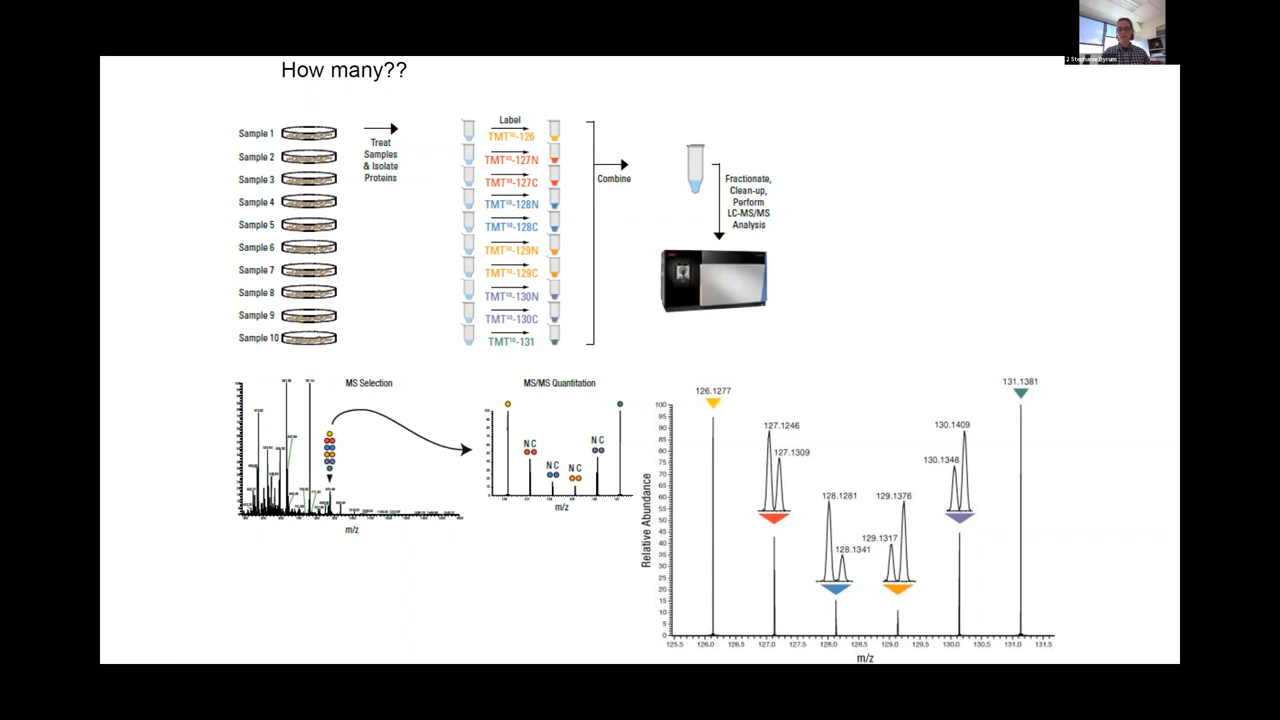 How many??
2 Stephanie Byrum
Sample 1
Sample 2
Sample 3
Sample 4
Sample 5
Sample 6
Sample 7
Sample 8
Sample 9
Sample 10
Treat
Samples
& Isolate
Proteins
Label
TMT¹⁰-126
TMT¹⁰-127N
TMT¹⁰-127C
TMT¹⁰-128N
TMT¹⁰-128C
TMT¹⁰-129N
TMT¹⁰-129C
TMT¹⁰-130N
TMT¹⁰-130C
TMT¹⁰-131
Combine
Fractionate,
Clean-up,
Perform
LC-MS/MS
Analysis
MS Selection
m/z
MS/MS Quantitation
N C
N C
N C
N C
m/z
126.1277
131.1381
127.1246
127.1309
130.1409
130.1348
128.1281
129.1376
129.1317
128.1341
Relative Abundance
100
95
90
85
80
75
70
65
60
55
50
45
40
35
30
25
20
15
10
5
0
125.5 126.0 126.5 127.0 127.5 128.0 128.5 129.0 129.5 130.0 130.5 131.0 131.5
m/z